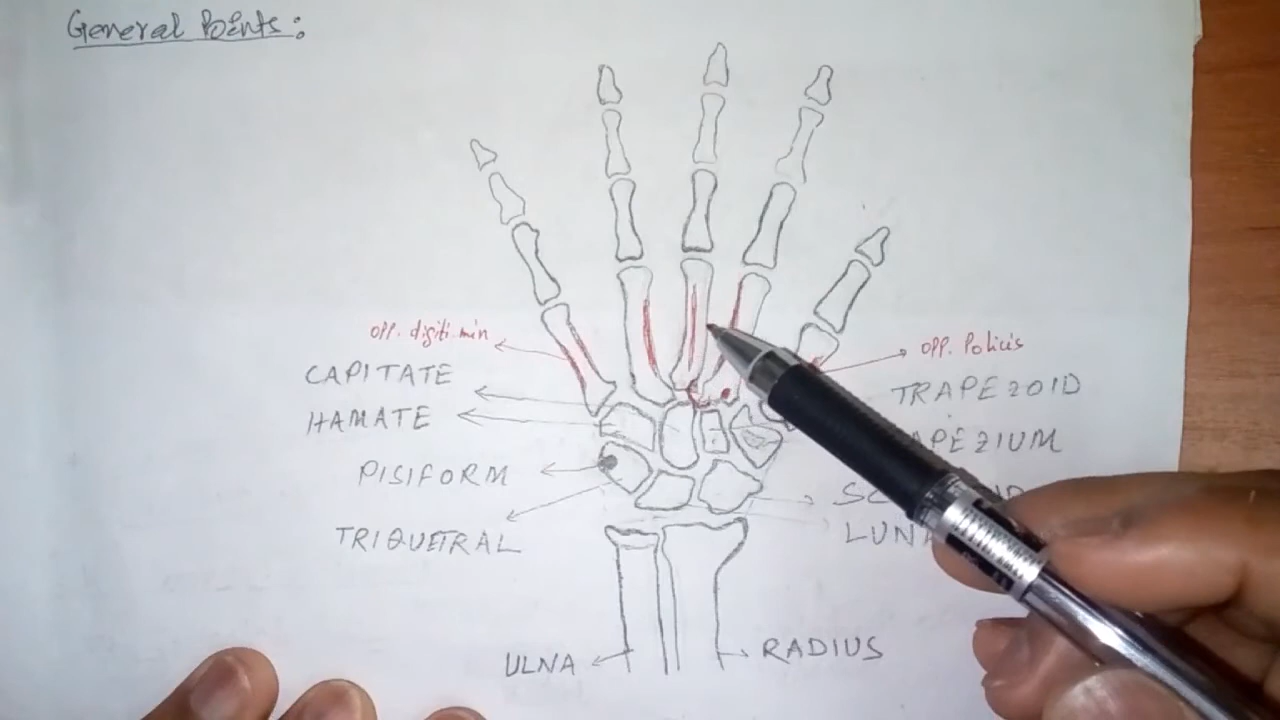 General Points:
opp. digiti. min
CAPITATE
HAMATE
PISIFORM
TRIQUETRAL
ULNA
RADIUS
opp. Pollicis
TRAPEZOID